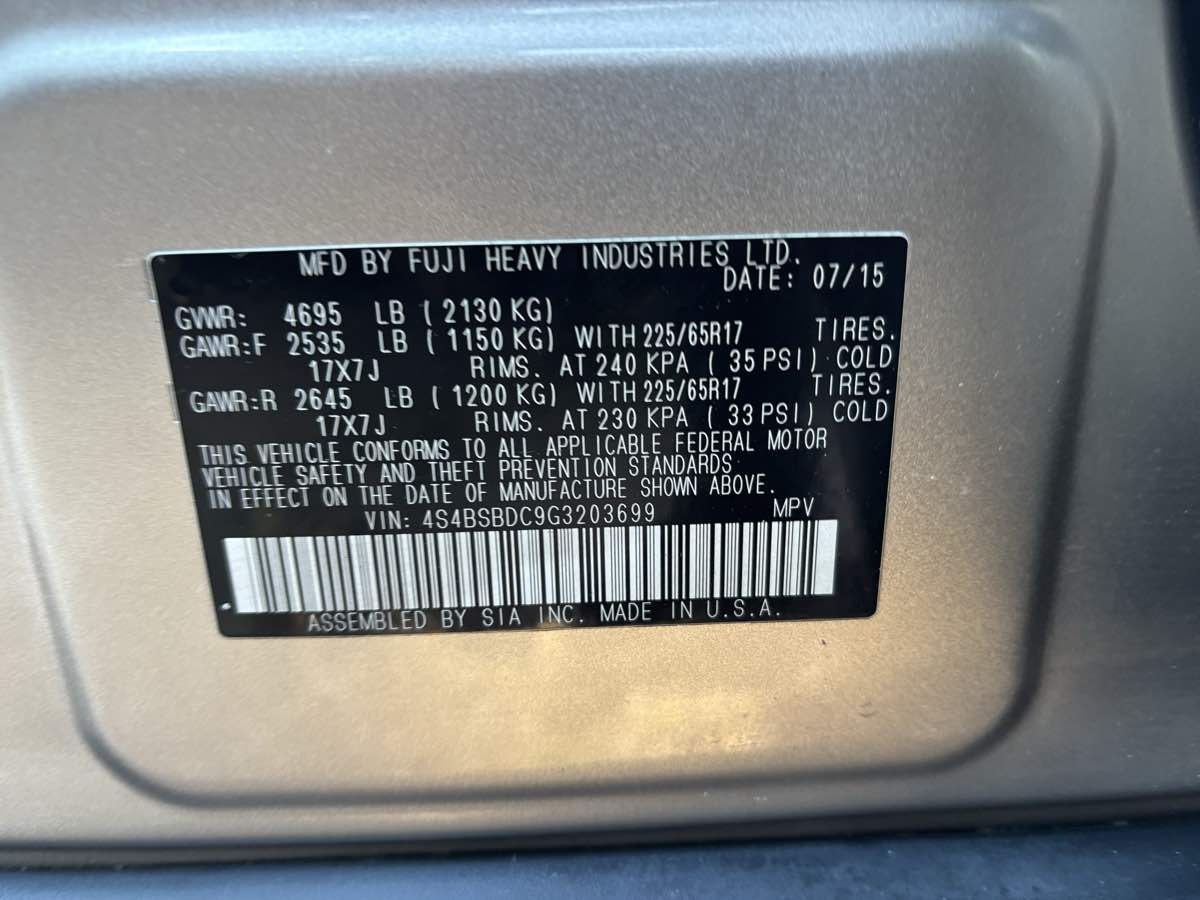 MFD BY FUJI HEAVY INDUSTRIES LTD.
DATE: 07/15
GVWR: 4695 LB ( 2130 KG)
GAWR:F 2535 LB ( 1150 KG) WITH 225/65R17 TIRES.
17X7J RIMS. AT 240 KPA ( 35 PSI) COLD
GAWR:R 2645 LB ( 1200 KG) WITH 225/65R17 TIRES.
17X7J RIMS. AT 230 KPA ( 33 PSI) COLD
THIS VEHICLE CONFORMS TO ALL APPLICABLE FEDERAL MOTOR
VEHICLE SAFETY AND THEFT PREVENTION STANDARDS
IN EFFECT ON THE DATE OF MANUFACTURE SHOWN ABOVE.
VIN: 4S4BSBDC9G3203699 MPV
ASSEMBLED BY SIA INC. MADE IN U.S.A.